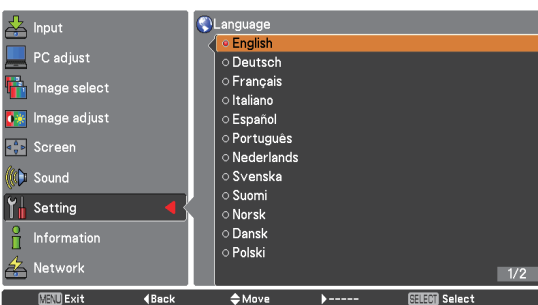 Input
PC adjust
Image select
Image adjust
Screen
Sound
Setting
Information
Network
Language
English
Deutsch
Français
Italiano
Español
Português
Nederlands
Svenska
Suomi
Norsk
Dansk
Polski
1/2
MENU Exit
Back
Move
-----
SELECT Select